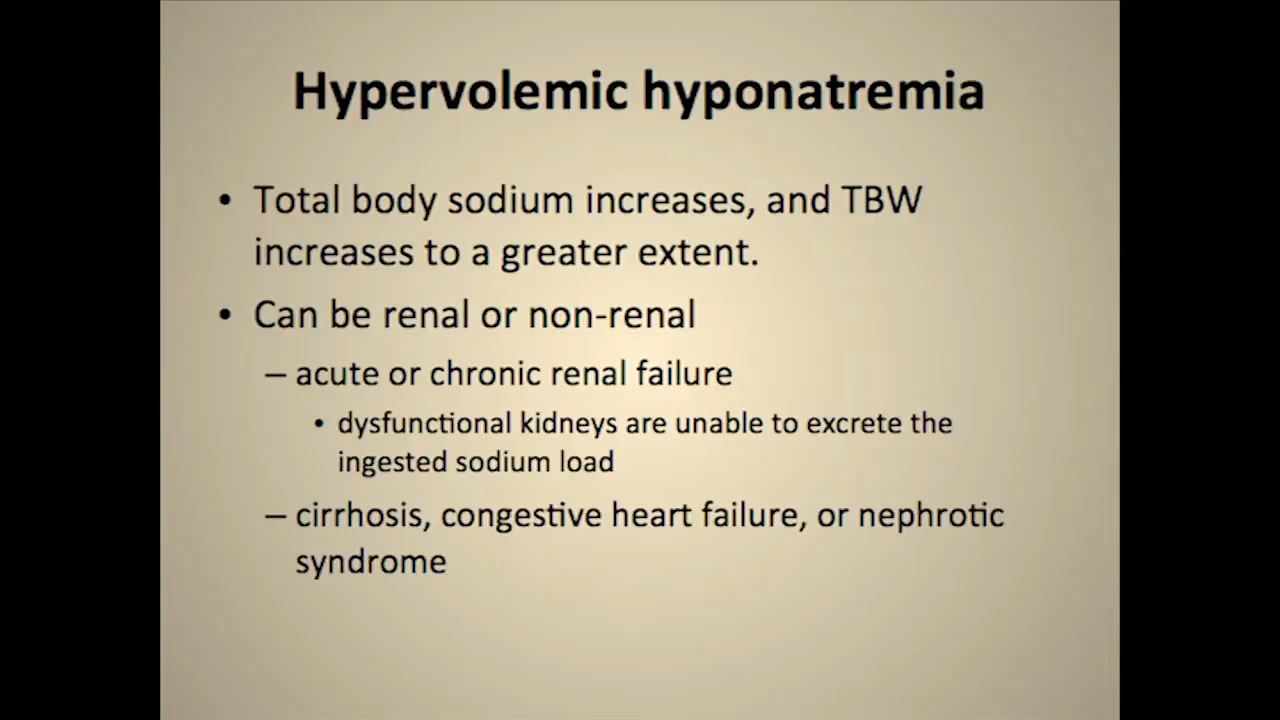 Hypervolemic hyponatremia
• Total body sodium increases, and TBW
increases to a greater extent.
• Can be renal or non-renal
– acute or chronic renal failure
• dysfunctional kidneys are unable to excrete the
ingested sodium load
– cirrhosis, congestive heart failure, or nephrotic
syndrome